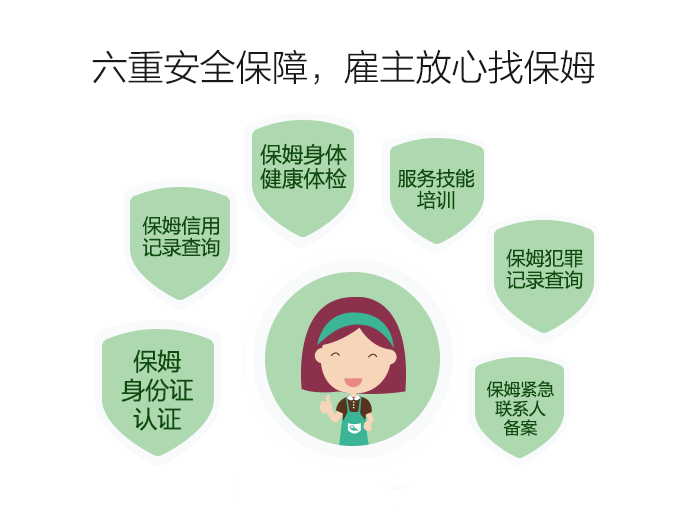 六重安全保障，雇主放心找保姆
保姆身体
健康体检
服务技能
培训
保姆信用
记录查询
保姆犯罪
记录查询
保姆
身份证
认证
保姆紧急
联系人
备案